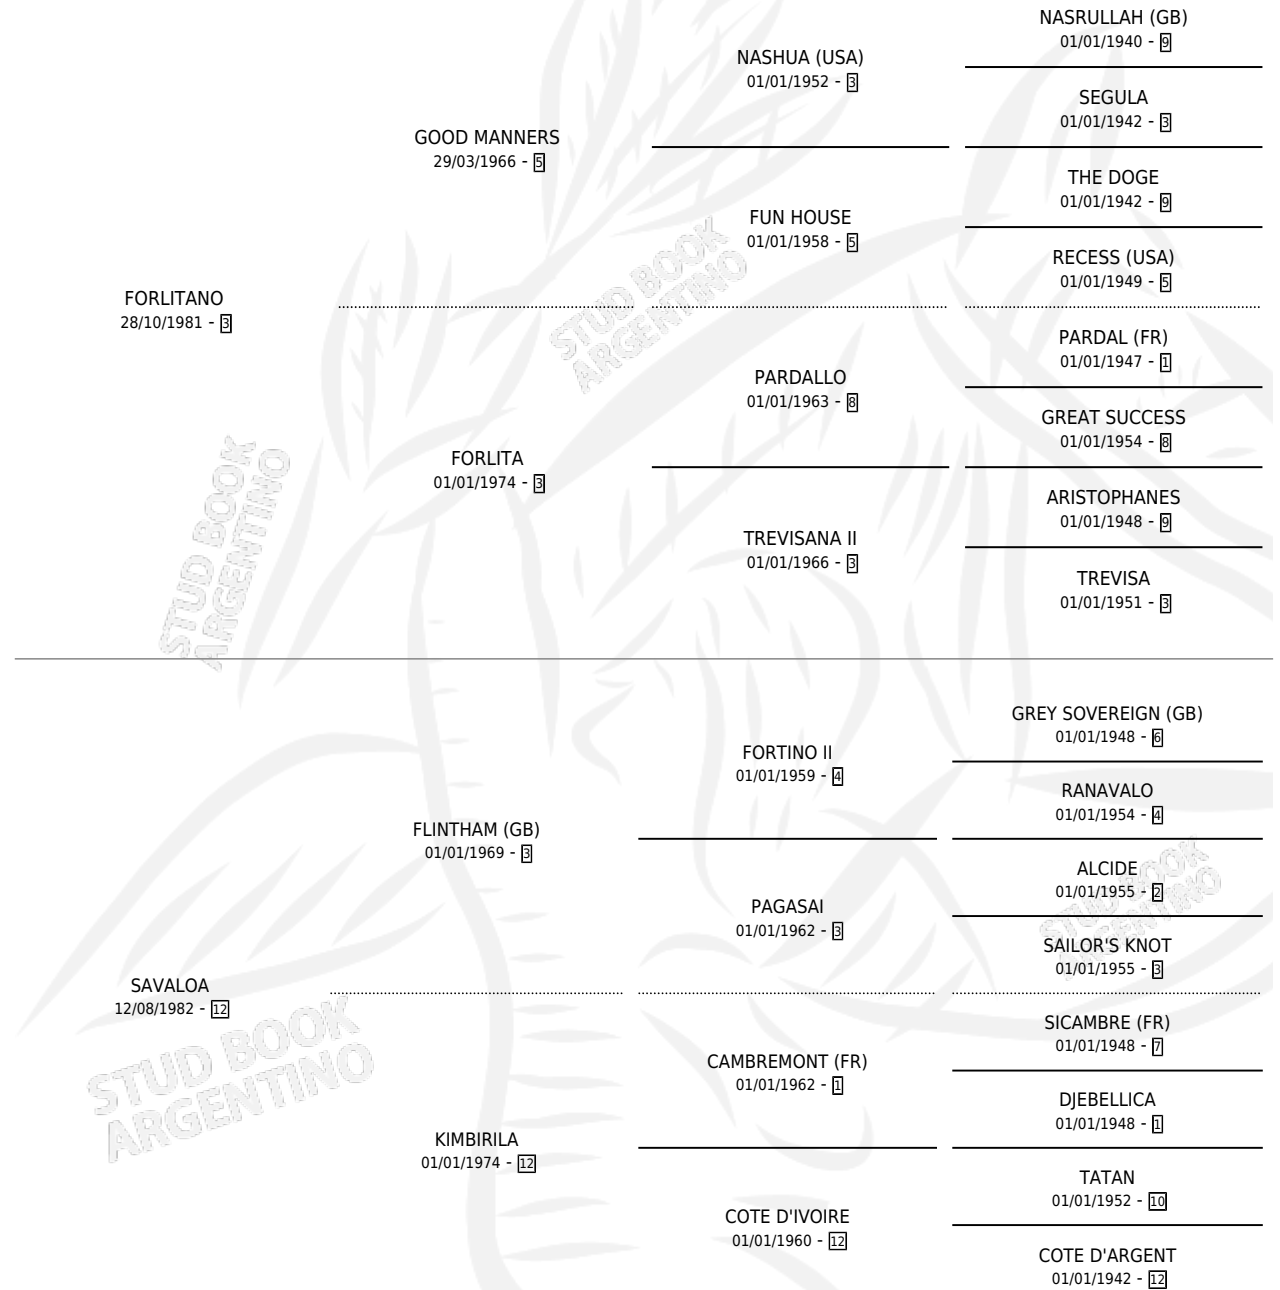 NASRULLAH (GB)
01/01/1940 - 9
NASHUA (USA)
01/01/1952 - 3
SEGULA
01/01/1942 - 3
GOOD MANNERS
29/03/1966 - 5
THE DOGE
01/01/1942 - 9
FUN HOUSE
01/01/1958 - 5
RECESS (USA)
01/01/1949 - 5
FORLITANO
28/10/1981 - 3
PARDAL (FR)
01/01/1947 - 1
PARDALLO
01/01/1963 - 8
GREAT SUCCESS
01/01/1954 - 8
FORLITA
01/01/1974 - 3
ARISTOPHANES
01/01/1948 - 9
TREVISANA II
01/01/1966 - 3
TREVISA
01/01/1951 - 3
GREY SOVEREIGN (GB)
01/01/1948 - 6
FORTINO II
01/01/1959 - 4
RANAVALO
01/01/1954 - 4
FLINTHAM (GB)
01/01/1969 - 3
ALCIDE
01/01/1955 - 2
PAGASAI
01/01/1962 - 3
SAILOR'S KNOT
01/01/1955 - 3
SAVALOA
12/08/1982 - 12
SICAMBRE (FR)
01/01/1948 - 7
CAMBREMONT (FR)
01/01/1962 - 1
DJEBELLICA
01/01/1948 - 1
KIMBIRILA
01/01/1974 - 12
TATAN
01/01/1952 - 10
COTE D'IVOIRE
01/01/1960 - 12
COTE D'ARGENT
01/01/1942 - 12
STUD BOOK
ARGENTINO
STUD BOOK
ARGENTINO
STUD BOOK
ARGENTINO
STUD BOOK
ARGENTINO